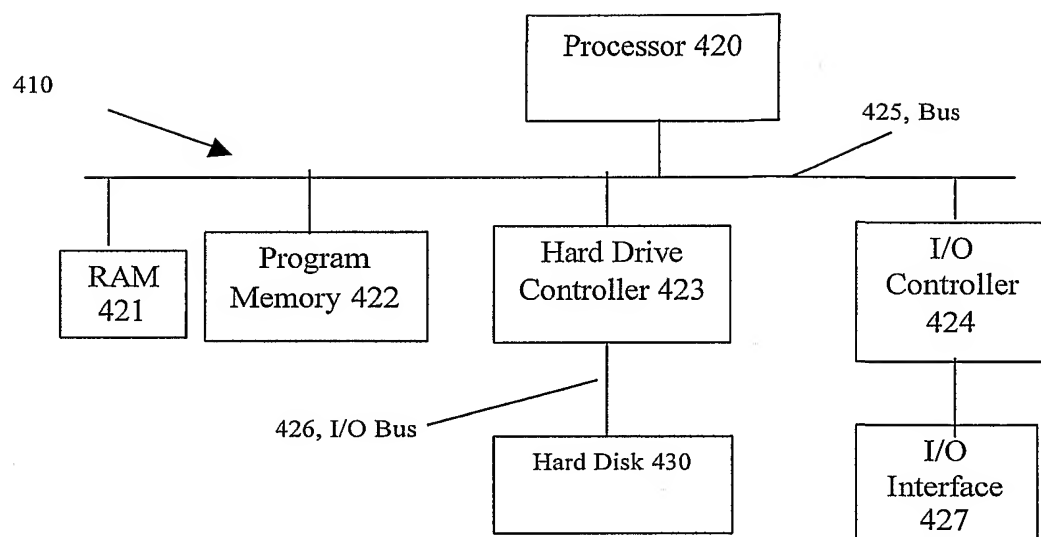 Processor 420
410
425, Bus
RAM
421
Program
Memory 422
Hard Drive
Controller 423
I/O
Controller
424
426, I/O Bus
Hard Disk 430
I/O
Interface
427